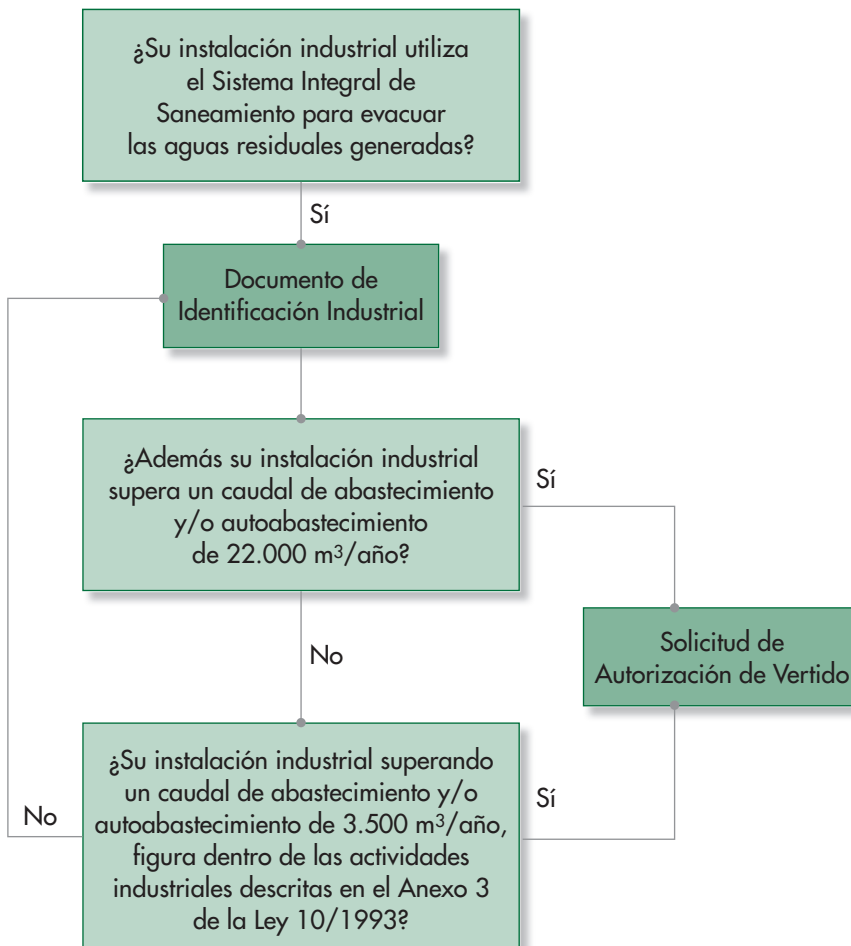 ¿Su instalación industrial utiliza
el Sistema Integral de
Saneamiento para evacuar
las aguas residuales generadas?
Sí
Documento de
Identificación Industrial
¿Además su instalación industrial
supera un caudal de abastecimiento
y/o autoabastecimiento
de 22.000 m³/año?
Sí
No
Solicitud de
Autorización de Vertido
¿Su instalación industrial superando
un caudal de abastecimiento y/o
autoabastecimiento de 3.500 m³/año,
figura dentro de las actividades
industriales descritas en el Anexo 3
de la Ley 10/1993?
Sí
No